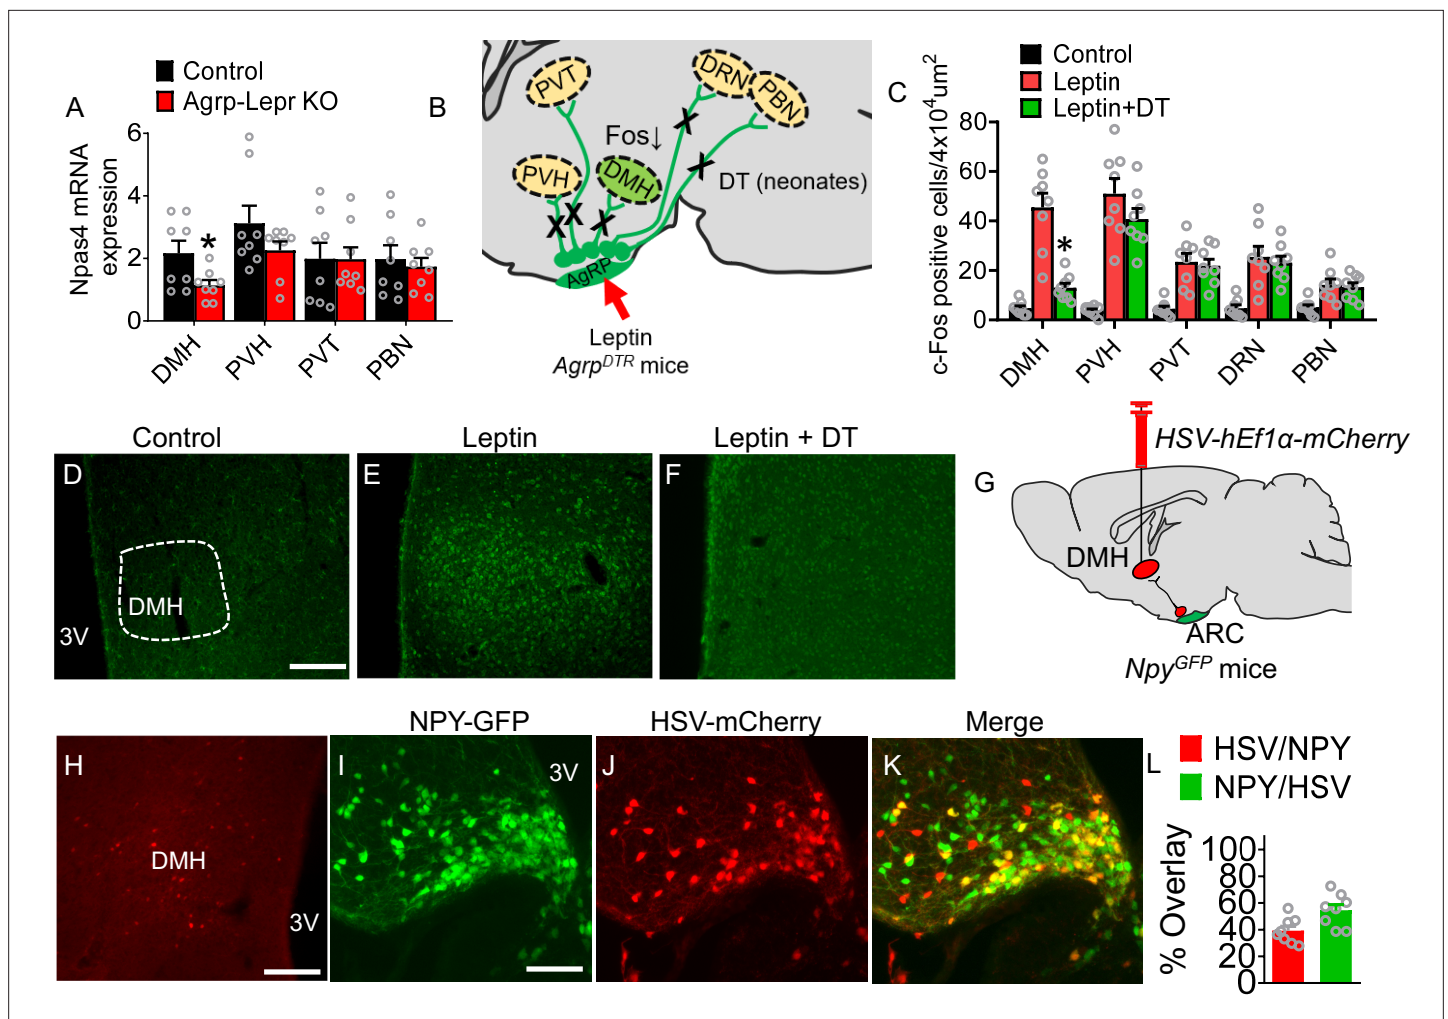 A
Control
Agrp-Lepr KO
Npas4 mRNA
expression
6
4
2
0
DMH
PVH
PVT
PBN
*
B
PVT
DRN
PBN
Fos↓
PVH
DMH
X
X
X
X
X
DT (neonates)
AgRP
Leptin
Agrp^DTR mice
C
Control
Leptin
Leptin+DT
c-Fos positive cells/4x10⁴um²
80
60
40
20
0
*
DMH
PVH
PVT
DRN
PBN
Control
Leptin
Leptin + DT
D
DMH
3V
E
F
G
HSV-hEf1α-mCherry
DMH
ARC
Npy^GFP mice
NPY-GFP
HSV-mCherry
Merge
H
DMH
3V
I
3V
J
K
L
HSV/NPY
NPY/HSV
% Overlay
100
80
60
40
20
0